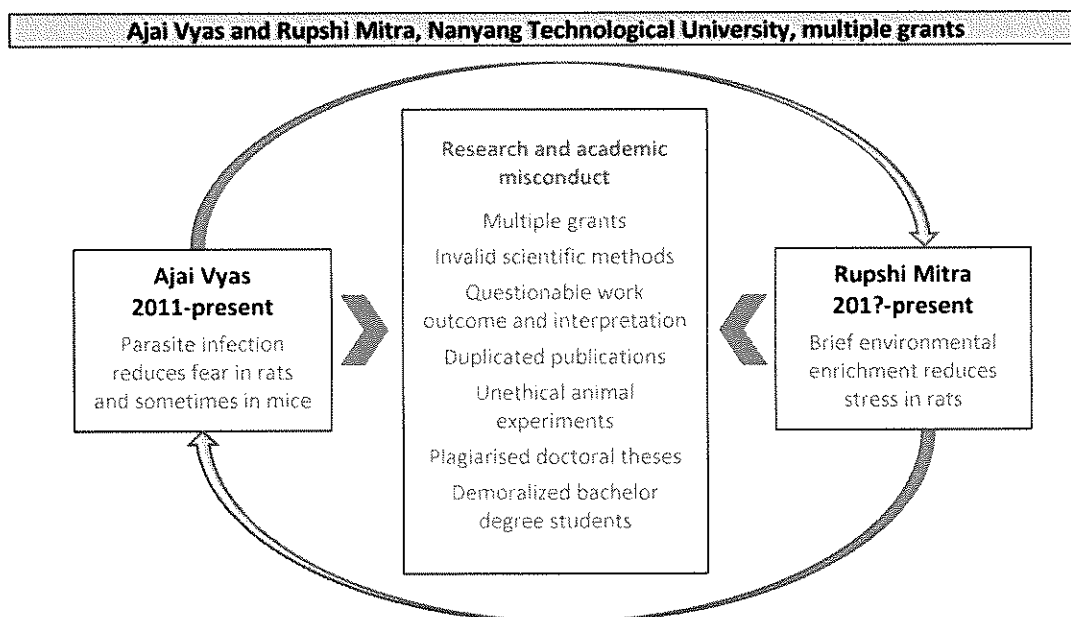 Ajai Vyas and Rupshi Mitra, Nanyang Technological University, multiple grants
Research and academic
misconduct
Multiple grants
Invalid scientific methods
Questionable work
outcome and interpretation
Duplicated publications
Unethical animal
experiments
Plagiarised doctoral theses
Demoralized bachelor
degree students
Ajai Vyas
2011-present
Parasite infection
reduces fear in rats
and sometimes in mice
Rupshi Mitra
201?-present
Brief environmental
enrichment reduces
stress in rats